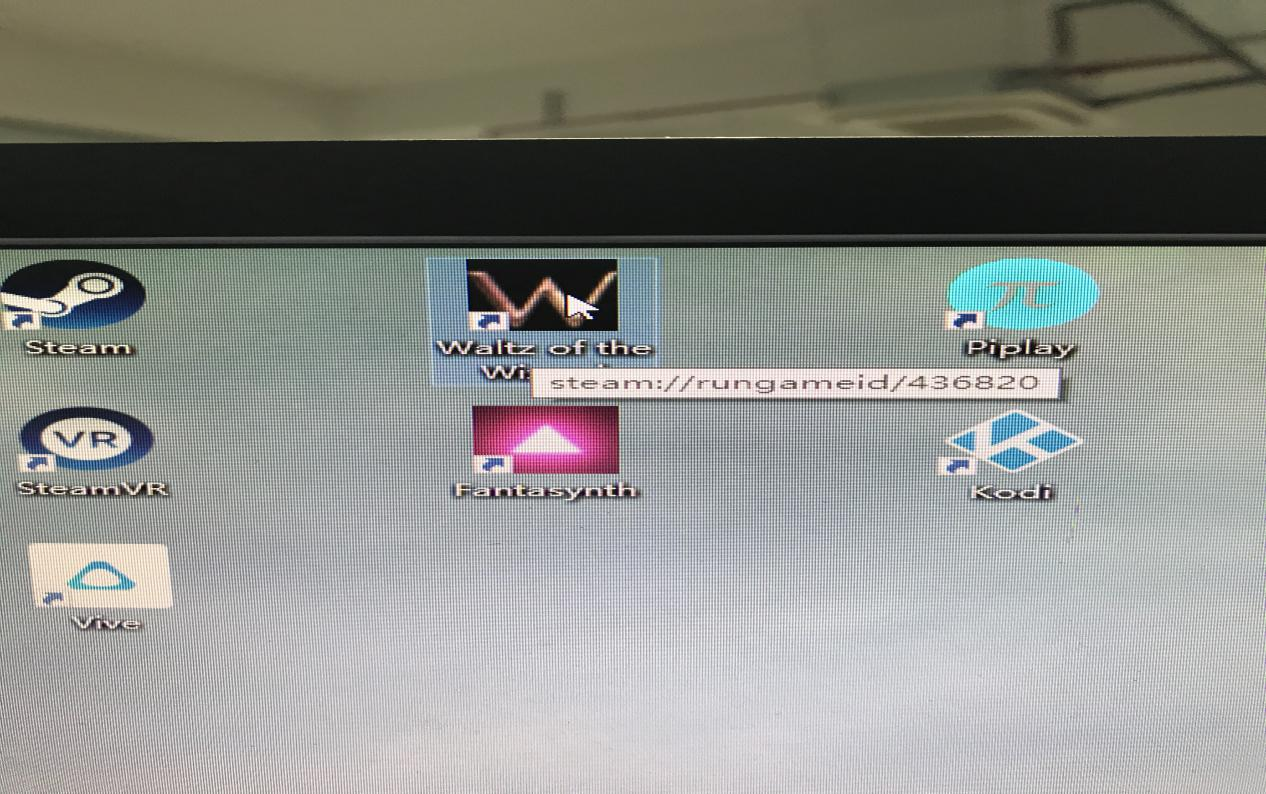 Steam
Waltz of the
Piplay
steam://rungameid/436820
VR
SteamVR
Fantasynth
Kodi
Vive